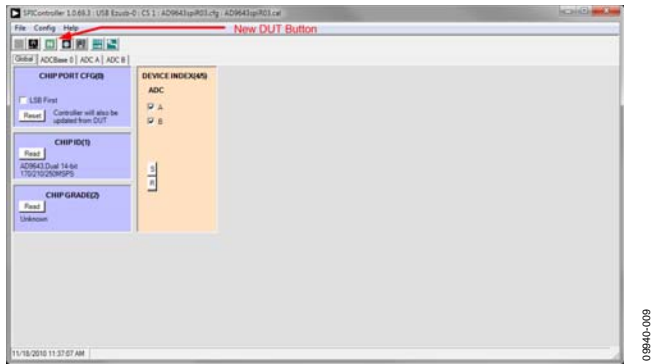 SPIController 1.0.69.3 : USB Ezusb-0 : CS 1 : AD9643spiR03.cfg : AD9643spiR03.cal
File Config Help
New DUT Button
Global ADCBase 0 ADC A ADC B
CHIP PORT CFG(0)
LSB First
Reset
Controller will also be
updated from DUT
CHIP ID(1)
Read
AD9643 Dual 14-bit
170/210/250MSPS
CHIP GRADE(2)
Read
Unknown
DEVICE INDEX(4/5)
ADC
A
B
S
R
11/18/2010 11:37:07 AM
09940-009